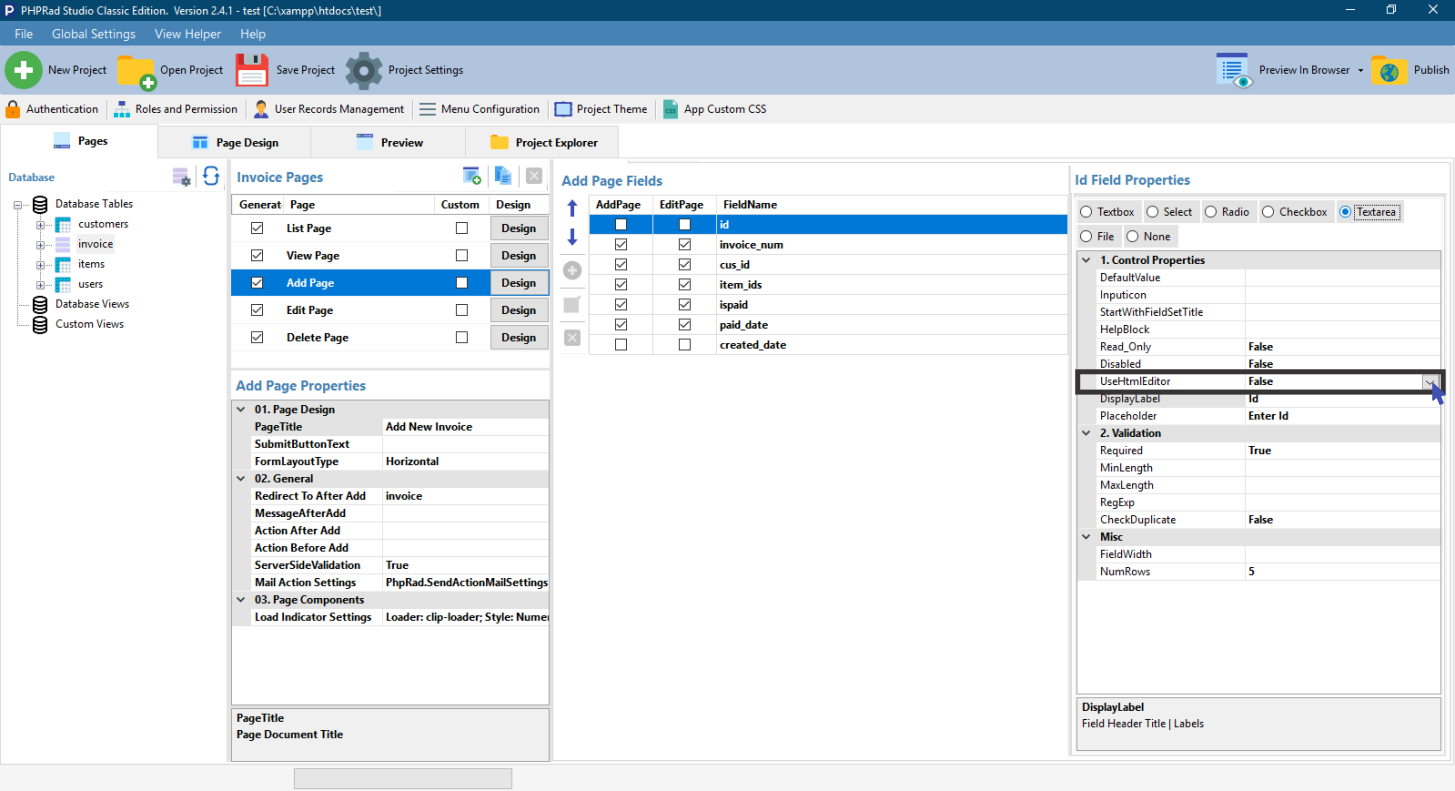 PHPRad Studio Classic Edition. Version 2.4.1 - test [C:\xampp\htdocs\test\]
File Global Settings View Helper Help
New Project Open Project Save Project Project Settings Preview In Browser Publish
Authentication Roles and Permission User Records Management Menu Configuration Project Theme App Custom CSS
Pages Page Design Preview Project Explorer
Database
Database Tables
customers
invoice
items
users
Database Views
Custom Views
Invoice Pages
Generat Page Custom Design
List Page Design
View Page Design
Add Page Design
Edit Page Design
Delete Page Design
Add Page Properties
01. Page Design
PageTitle Add New Invoice
SubmitButtonText
FormLayoutType Horizontal
02. General
Redirect To After Add invoice
MessageAfterAdd
Action After Add
Action Before Add
ServerSideValidation True
Mail Action Settings PhpRad.SendActionMailSettings
03. Page Components
Load Indicator Settings Loader: clip-loader; Style: Numer
PageTitle
Page Document Title
Add Page Fields
AddPage EditPage FieldName
id
invoice_num
cus_id
item_ids
ispaid
paid_date
created_date
Id Field Properties
Textbox Select Radio Checkbox Textarea
File None
1. Control Properties
DefaultValue
Inputicon
StartWithFieldSetTitle
HelpBlock
Read_Only False
Disabled False
UseHtmlEditor False
DisplayLabel Id
Placeholder Enter Id
2. Validation
Required True
MinLength
MaxLength
RegExp
CheckDuplicate False
Misc
FieldWidth
NumRows 5
DisplayLabel
Field Header Title | Labels